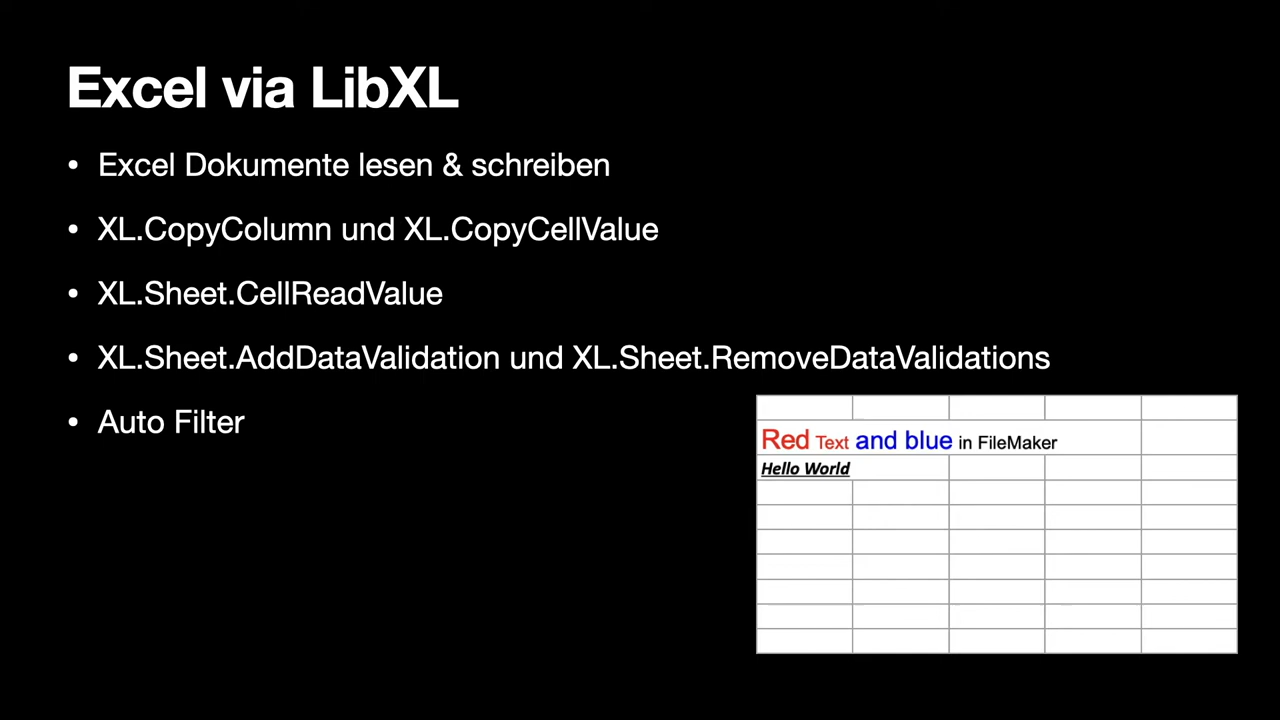 Excel via LibXL
• Excel Dokumente lesen & schreiben
• XL.CopyColumn und XL.CopyCellValue
• XL.Sheet.CellReadValue
• XL.Sheet.AddDataValidation und XL.Sheet.RemoveDataValidations
• Auto Filter
Red Text and blue in FileMaker
Hello World